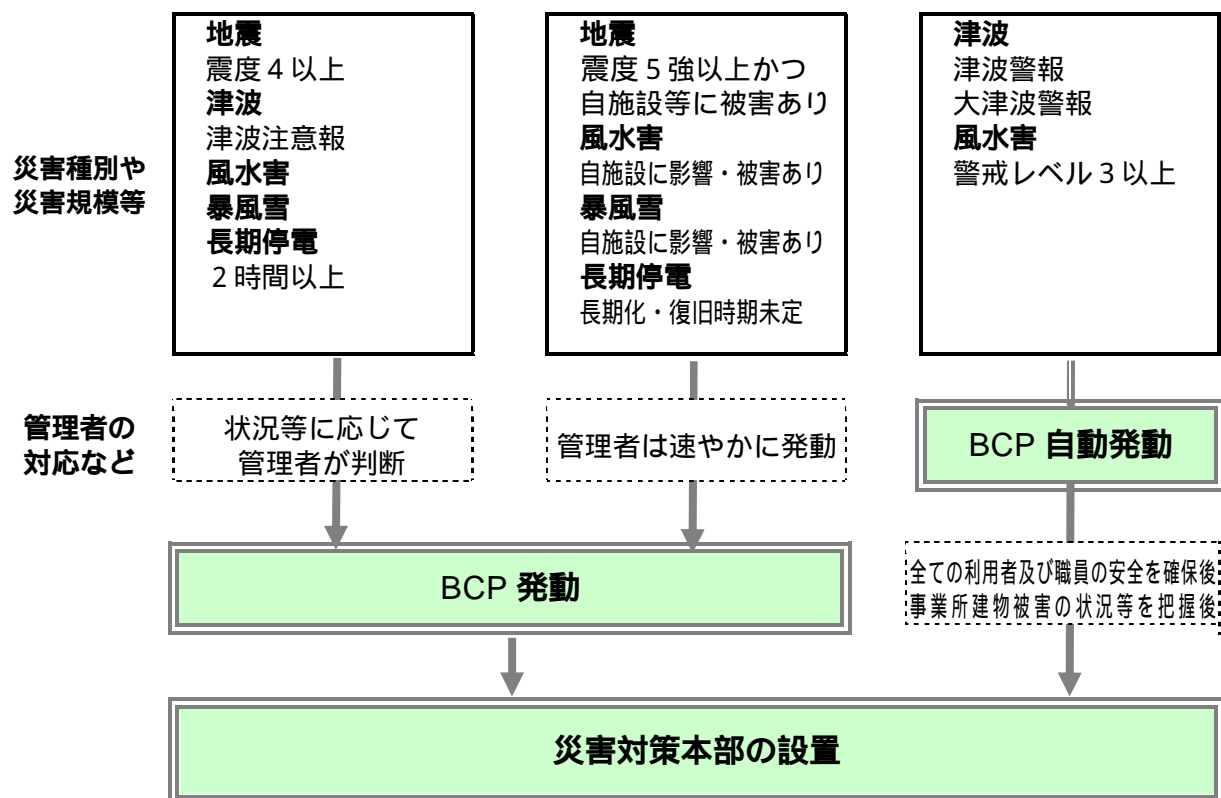 災害種別や
災害規模等
地震
震度４以上
津波
津波注意報
風水害
暴風雪
長期停電
２時間以上
地震
震度５強以上かつ
自施設等に被害あり
風水害
自施設に影響・被害あり
暴風雪
自施設に影響・被害あり
長期停電
長期化・復旧時期未定
津波
津波警報
大津波警報
風水害
警戒レベル３以上
管理者の
対応など
状況等に応じて
管理者が判断
管理者は速やかに発動
BCP 自動発動
BCP 発動
全ての利用者及び職員の安全を確保後
事業所建物被害の状況等を把握後
災害対策本部の設置